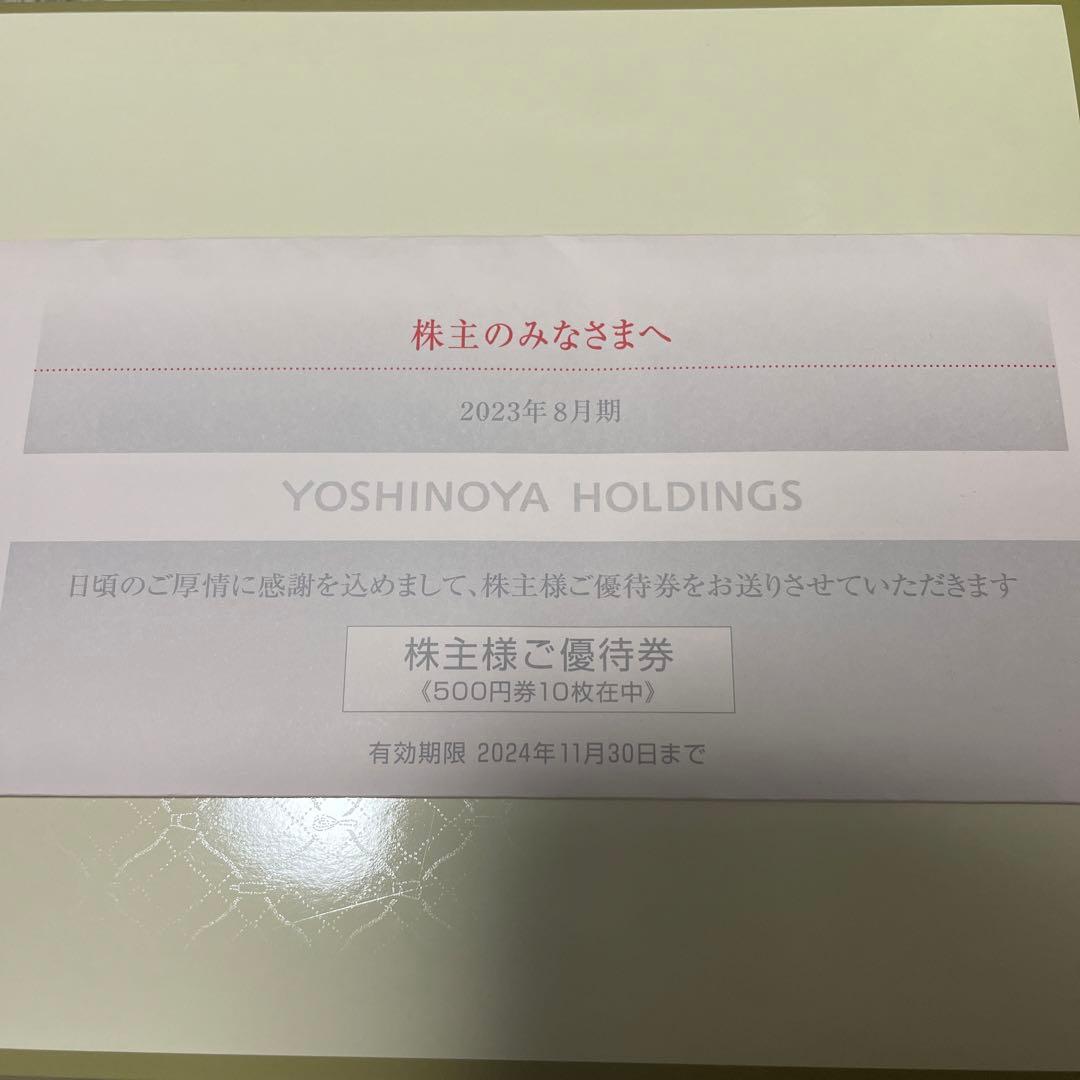 株主のみなさまへ
2023年8月期
YOSHINOYA HOLDINGS
日頃のご厚情に感謝を込めまして、株主様ご優待券をお送りさせていただきます
株主様ご優待券
《500円券10枚在中》
有効期限 2024年11月30日まで